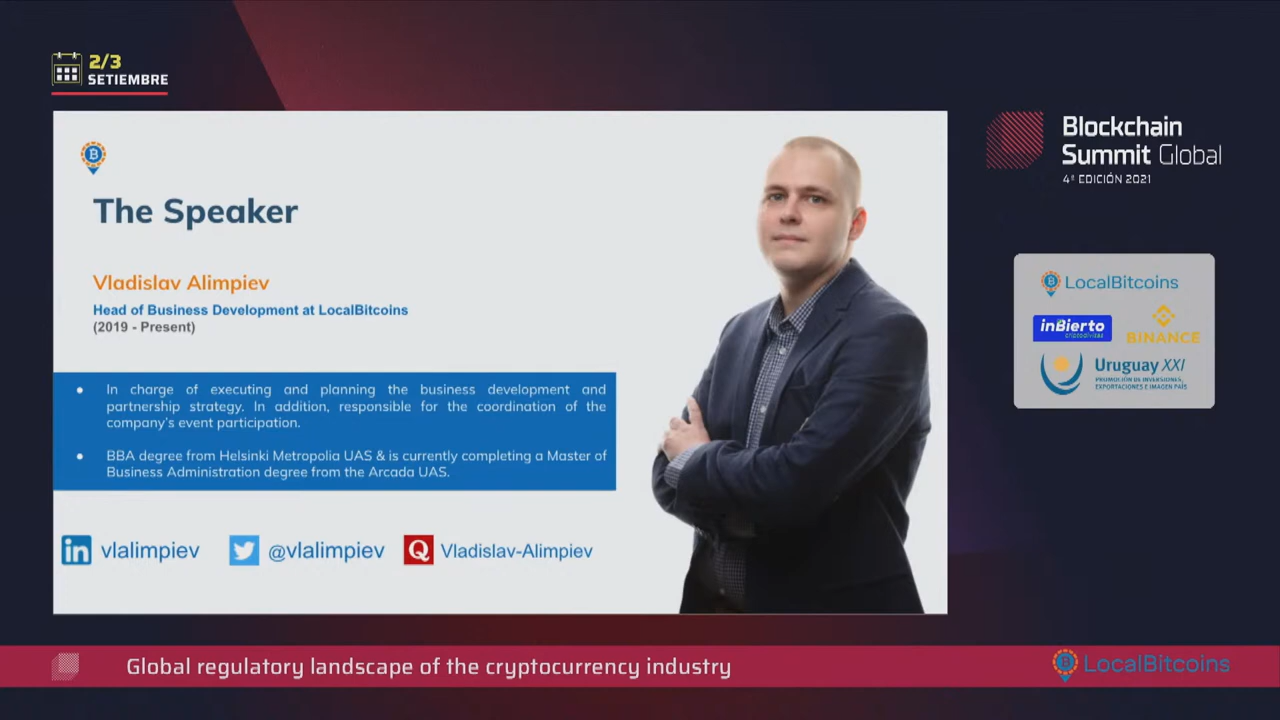 2/3
SETIEMBRE
Blockchain
Summit Global
4ª EDICIÓN 2021
The Speaker
Vladislav Alimpiev
Head of Business Development at LocalBitcoins
(2019 - Present)
● In charge of executing and planning the business development and
partnership strategy. In addition, responsible for the coordination of the
company's event participation.
● BBA degree from Helsinki Metropolia UAS & is currently completing a Master of
Business Administration degree from the Arcada UAS.
in vlalimpiev @vlalimpiev Q Vladislav-Alimpiev
LocalBitcoins
inBierto
criptodivisas
BINANCE
Uruguay XXI
PROMOCIÓN DE INVERSIONES,
EXPORTACIONES E IMAGEN PAÍS
Global regulatory landscape of the cryptocurrency industry
LocalBitcoins